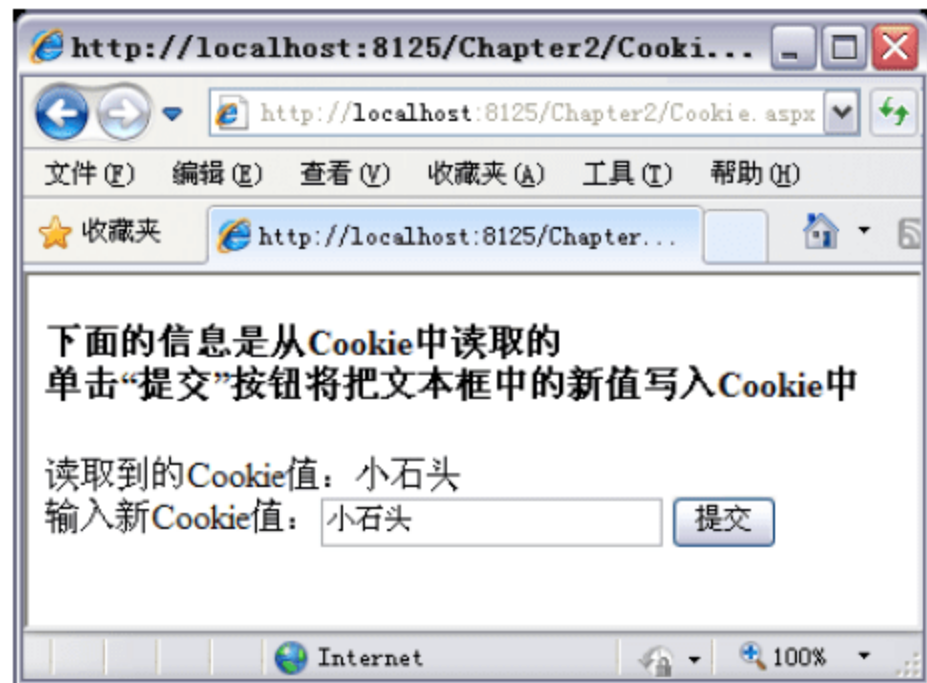 http://localhost:8125/Chapter2/Cooki...
http://localhost:8125/Chapter2/Cookie.aspx
文件(F) 编辑(E) 查看(V) 收藏夹(A) 工具(T) 帮助(H)
收藏夹 http://localhost:8125/Chapter...
下面的信息是从Cookie中读取的
单击“提交”按钮将把文本框中的新值写入Cookie中
读取到的Cookie值：小石头
输入新Cookie值：小石头 提交
Internet 100%